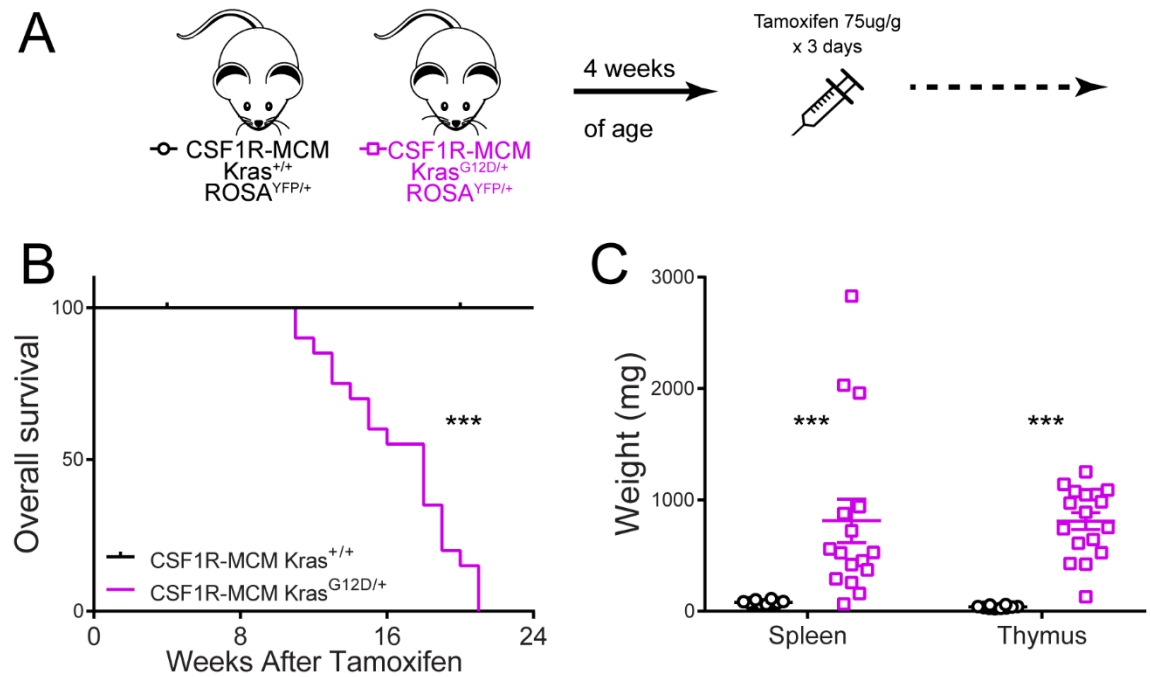 A
Tamoxifen 75ug/g
x 3 days
4 weeks
of age
CSF1R-MCM
Kras+/+
ROSAYFP/+
CSF1R-MCM
KrasG12D/+
ROSAYFP/+
B
Overall survival
100
50
0
***
CSF1R-MCM Kras+/+
CSF1R-MCM KrasG12D/+
0 8 16 24
Weeks After Tamoxifen
C
Weight (mg)
3000
2000
1000
0
*** ***
Spleen Thymus